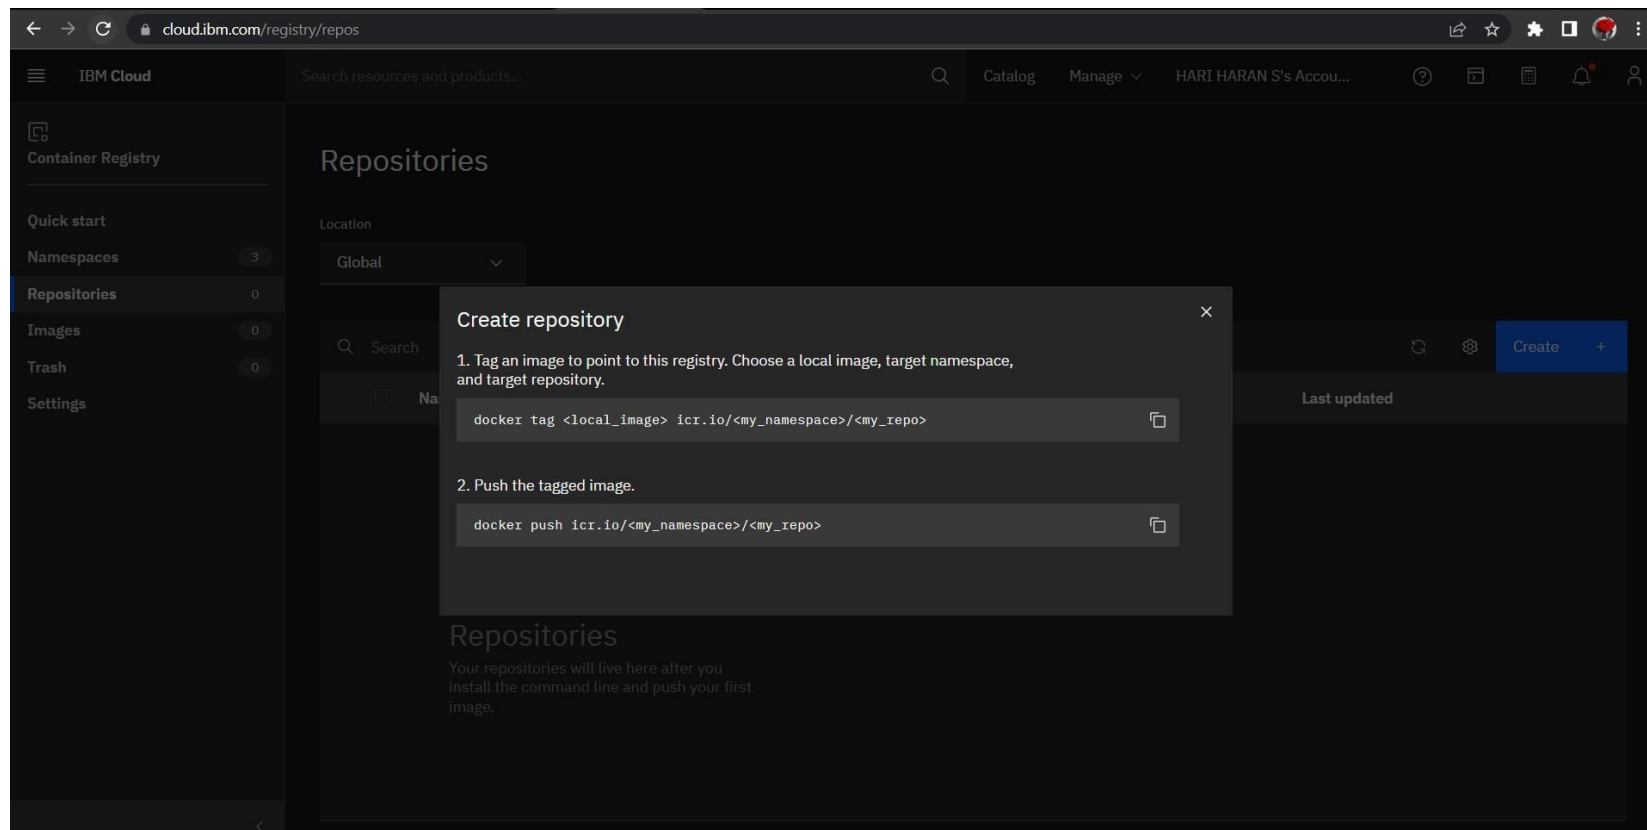 cloud.ibm.com/registry/repos
IBM Cloud
Search resources and products...
Catalog
Manage
HARI HARAN S's Accou...
Container Registry
Quick start
Namespaces 3
Repositories 0
Images 0
Trash 0
Settings
Repositories
Location
Global
Search
Create +
Na
Last updated
Create repository
1. Tag an image to point to this registry. Choose a local image, target namespace,
and target repository.
docker tag <local_image> icr.io/<my_namespace>/<my_repo>
2. Push the tagged image.
docker push icr.io/<my_namespace>/<my_repo>
Repositories
Your repositories will live here after you
install the command line and push your first
image.